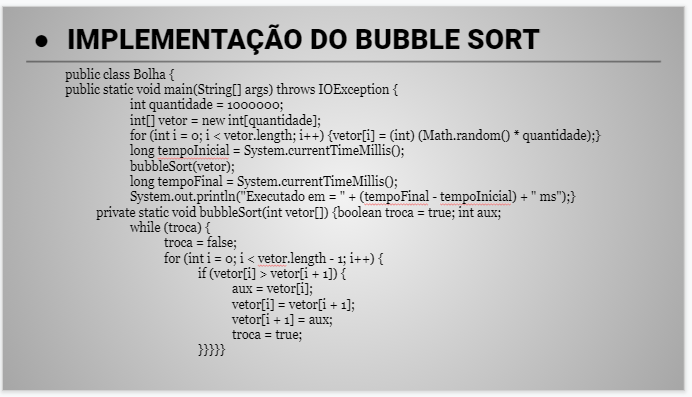 ● IMPLEMENTAÇÃO DO BUBBLE SORT
public class Bolha {
public static void main(String[] args) throws IOException {
int quantidade = 1000000;
int[] vetor = new int[quantidade];
for (int i = 0; i < vetor.length; i++) {vetor[i] = (int) (Math.random() * quantidade);}
long tempoInicial = System.currentTimeMillis();
bubbleSort(vetor);
long tempoFinal = System.currentTimeMillis();
System.out.println("Executado em = " + (tempoFinal - tempoInicial) + " ms");}
private static void bubbleSort(int vetor[]) {boolean troca = true; int aux;
while (troca) {
troca = false;
for (int i = 0; i < vetor.length - 1; i++) {
if (vetor[i] > vetor[i + 1]) {
aux = vetor[i];
vetor[i] = vetor[i + 1];
vetor[i + 1] = aux;
troca = true;
}}}}}